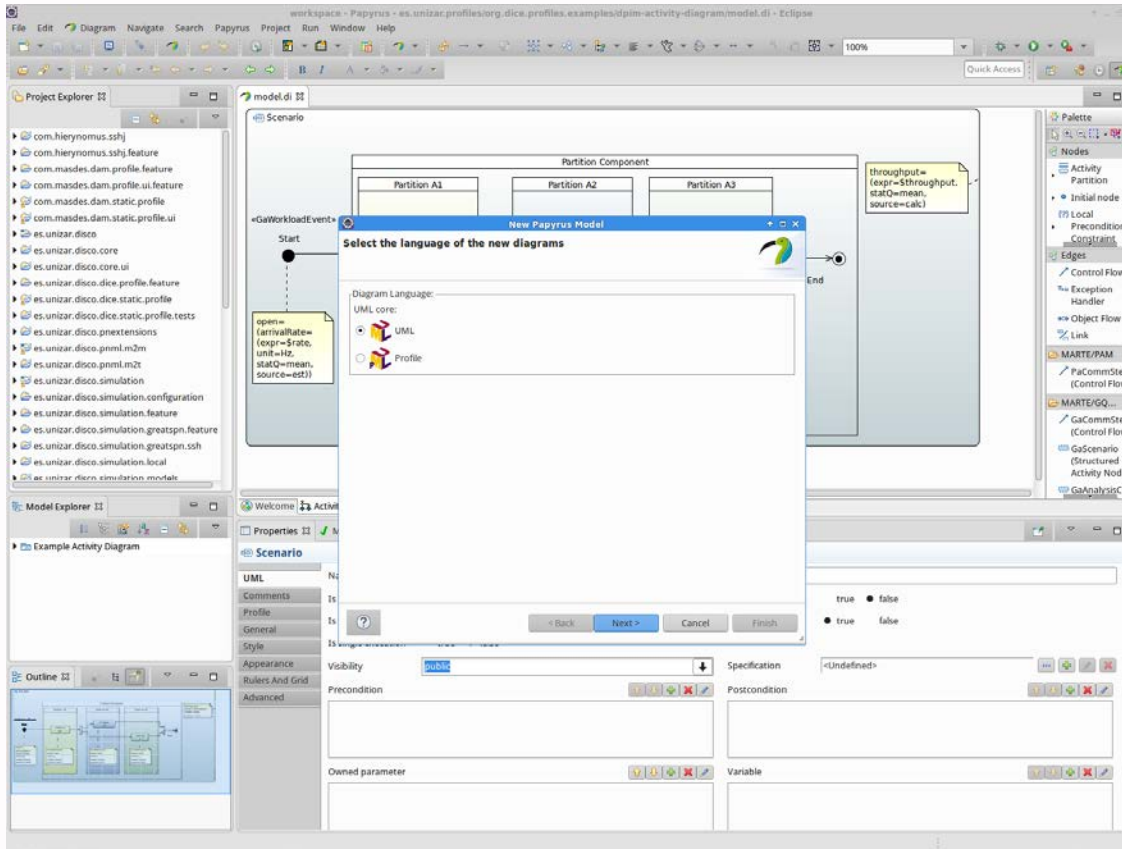 workspace - Papyrus - es.unizar.profiles/org.dice.profiles.examples/dpim-activity-diagram/model.di - Eclipse
File Edit Diagram Navigate Search Papyrus Project Run Window Help
100%
B I A
Quick Access
Project Explorer
com.hierynomus.sshj
com.hierynomus.sshj.feature
com.masdes.dam.profile.feature
com.masdes.dam.profile.ui.feature
com.masdes.dam.static.profile
com.masdes.dam.static.profile.ui
es.unizar.disco
es.unizar.disco.core
es.unizar.disco.core.ui
es.unizar.disco.dice.profile.feature
es.unizar.disco.dice.static.profile
es.unizar.disco.dice.static.profile.tests
es.unizar.disco.pnextensions
es.unizar.disco.pnml.m2m
es.unizar.disco.pnml.m2t
es.unizar.disco.simulation
es.unizar.disco.simulation.configuration
es.unizar.disco.simulation.feature
es.unizar.disco.simulation.greatspn.feature
es.unizar.disco.simulation.greatspn.ssh
es.unizar.disco.simulation.local
es.unizar.disco.simulation.models
Model Explorer
Example Activity Diagram
Outline
model.di
Scenario
Partition Component
Partition A1
Partition A2
Partition A3
throughput=
(expr=$throughput,
statQ=mean,
source=calc)
«GaWorkloadEvent»
Start
End
open=
(arrivalRate=
(expr=$rate,
unit=Hz,
statQ=mean,
source=est))
New Papyrus Model
Select the language of the new diagrams
Diagram Language:
UML core:
UML
Profile
?
< Back
Next >
Cancel
Finish
Palette
Nodes
Activity
Partition
Initial node
Local
Precondition
Constraint
Edges
Control Flow
Exception
Handler
Object Flow
Link
MARTE/PAM
PaCommSte
(Control Flo
MARTE/GQ...
GaCommSte
(Control Flo
GaScenario
(Structured
Activity Nod
GaAnalysisC
Welcome
Activit
Properties
Scenario
UML
Comments
Profile
General
Style
Appearance
Rulers And Grid
Advanced
Na
Is
true false
Is
true false
Visibility
public
Specification
<Undefined>
Precondition
Postcondition
Owned parameter
Variable